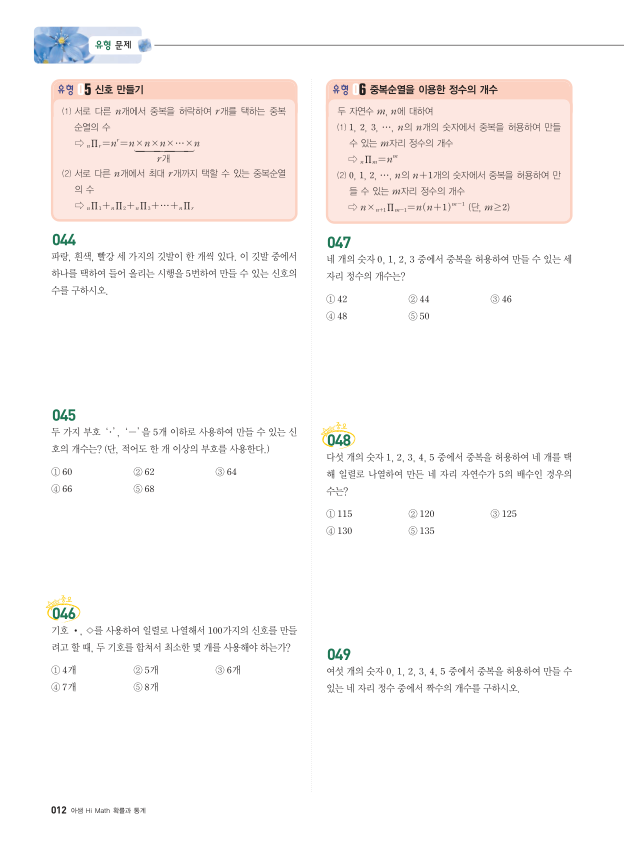 유형 문제
유형 05 신호 만들기
(1) 서로 다른 n개에서 중복을 허락하여 r개를 택하는 중복
순열의 수
⇨ ₙΠᵣ=nʳ=n×n×n×⋯×n
r개
(2) 서로 다른 n개에서 최대 r개까지 택할 수 있는 중복순열
의 수
⇨ ₙΠ₁+ₙΠ₂+ₙΠ₃+⋯+ₙΠᵣ
044
파랑, 흰색, 빨강 세 가지의 깃발이 한 개씩 있다. 이 깃발 중에서
하나를 택하여 들어 올리는 시행을 5번하여 만들 수 있는 신호의
수를 구하시오.
045
두 가지 부호 ‘·’, ‘−’을 5개 이하로 사용하여 만들 수 있는 신
호의 개수는? (단, 적어도 한 개 이상의 부호를 사용한다.)
① 60 ② 62 ③ 64
④ 66 ⑤ 68
중요
046
기호 •, ◇를 사용하여 일렬로 나열해서 100가지의 신호를 만들
려고 할 때, 두 기호를 합쳐서 최소한 몇 개를 사용해야 하는가?
① 4개 ② 5개 ③ 6개
④ 7개 ⑤ 8개
유형 06 중복순열을 이용한 정수의 개수
두 자연수 m, n에 대하여
(1) 1, 2, 3, ⋯, n의 n개의 숫자에서 중복을 허용하여 만들
수 있는 m자리 정수의 개수
⇨ ₙΠₘ=nᵐ
(2) 0, 1, 2, ⋯, n의 n+1개의 숫자에서 중복을 허용하여 만
들 수 있는 m자리 정수의 개수
⇨ n×ₙ₊₁Πₘ₋₁=n(n+1)ᵐ⁻¹ (단, m≥2)
047
네 개의 숫자 0, 1, 2, 3 중에서 중복을 허용하여 만들 수 있는 세
자리 정수의 개수는?
① 42 ② 44 ③ 46
④ 48 ⑤ 50
중요
048
다섯 개의 숫자 1, 2, 3, 4, 5 중에서 중복을 허용하여 네 개를 택
해 일렬로 나열하여 만든 네 자리 자연수가 5의 배수인 경우의
수는?
① 115 ② 120 ③ 125
④ 130 ⑤ 135
049
여섯 개의 숫자 0, 1, 2, 3, 4, 5 중에서 중복을 허용하여 만들 수
있는 네 자리 정수 중에서 짝수의 개수를 구하시오.
012 아샘 Hi Math 확률과 통계